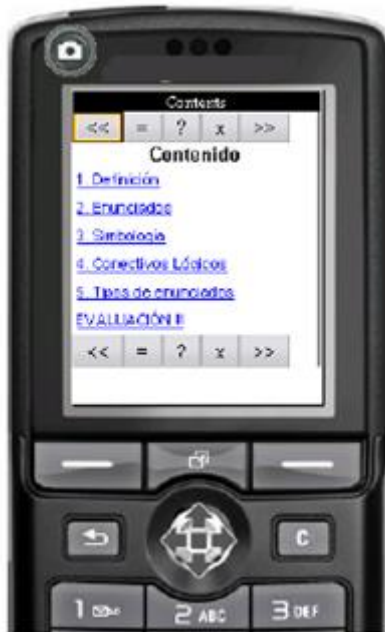 Contents
<< = ? x >>
Contenido
1. Definición
2. Enunciados
3. Simbología
4. Conectivos Lógicos
5. Tipos de enunciados
EVALUACIÓN !!!
<< = ? x >>
C
1
2 ABC
3 DEF